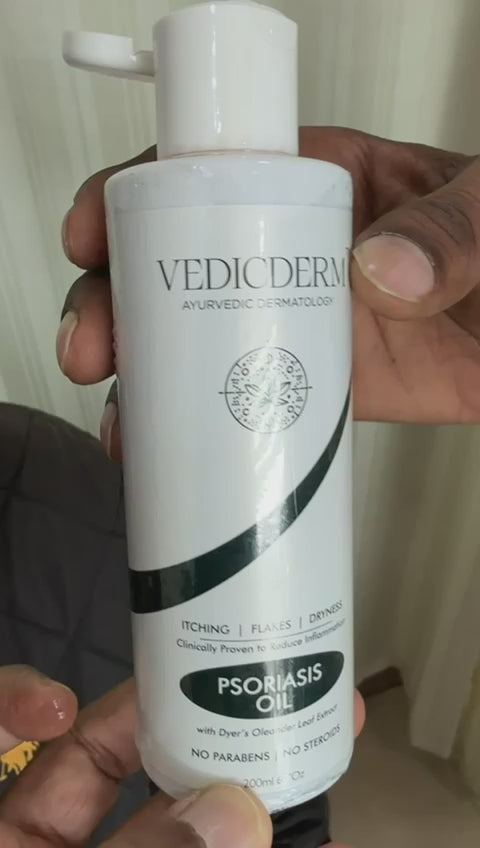 VEDICDERM
AYURVEDIC DERMATOLOGY
ITCHING | FLAKES | DRYNESS
Clinically Proven to Reduce Inflammation
PSORIASIS
OIL
with Dyer's Oleander Leaf Extract
NO PARABENS | NO STEROIDS
200ml